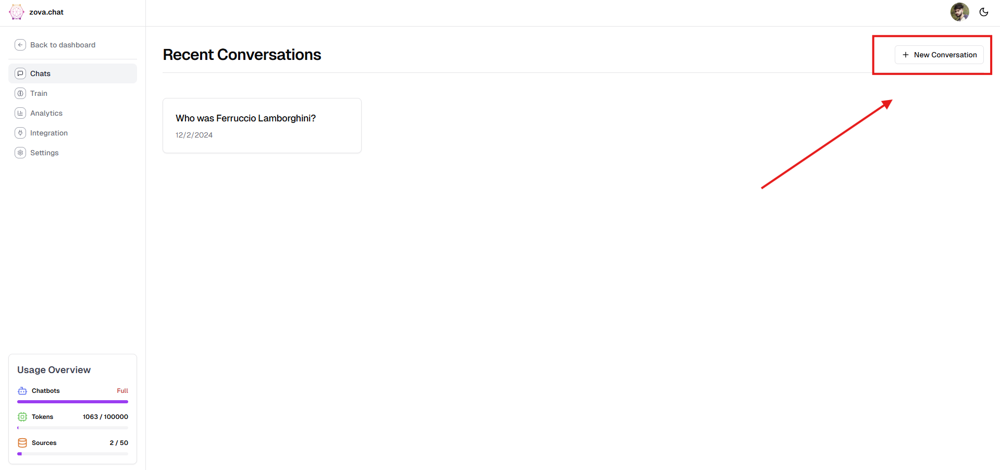 zova.chat
Back to dashboard
Chats
Train
Analytics
Integration
Settings
Recent Conversations
New Conversation
Who was Ferruccio Lamborghini?
12/2/2024
Usage Overview
Chatbots Full
Tokens 1063 / 100000
Sources 2 / 50